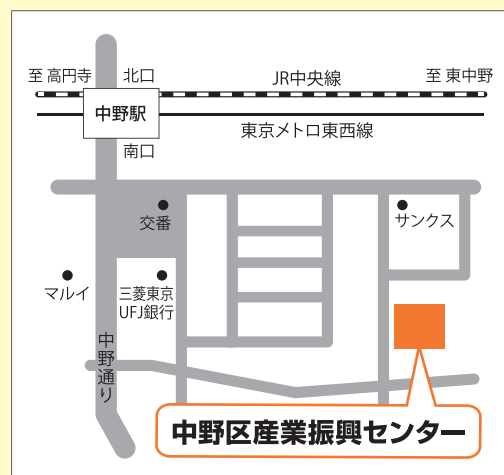 至 高円寺
北口
JR中央線
至 東中野
中野駅
東京メトロ東西線
南口
交番
サンクス
マルイ
三菱東京
UFJ銀行
中野通り
中野区産業振興センター